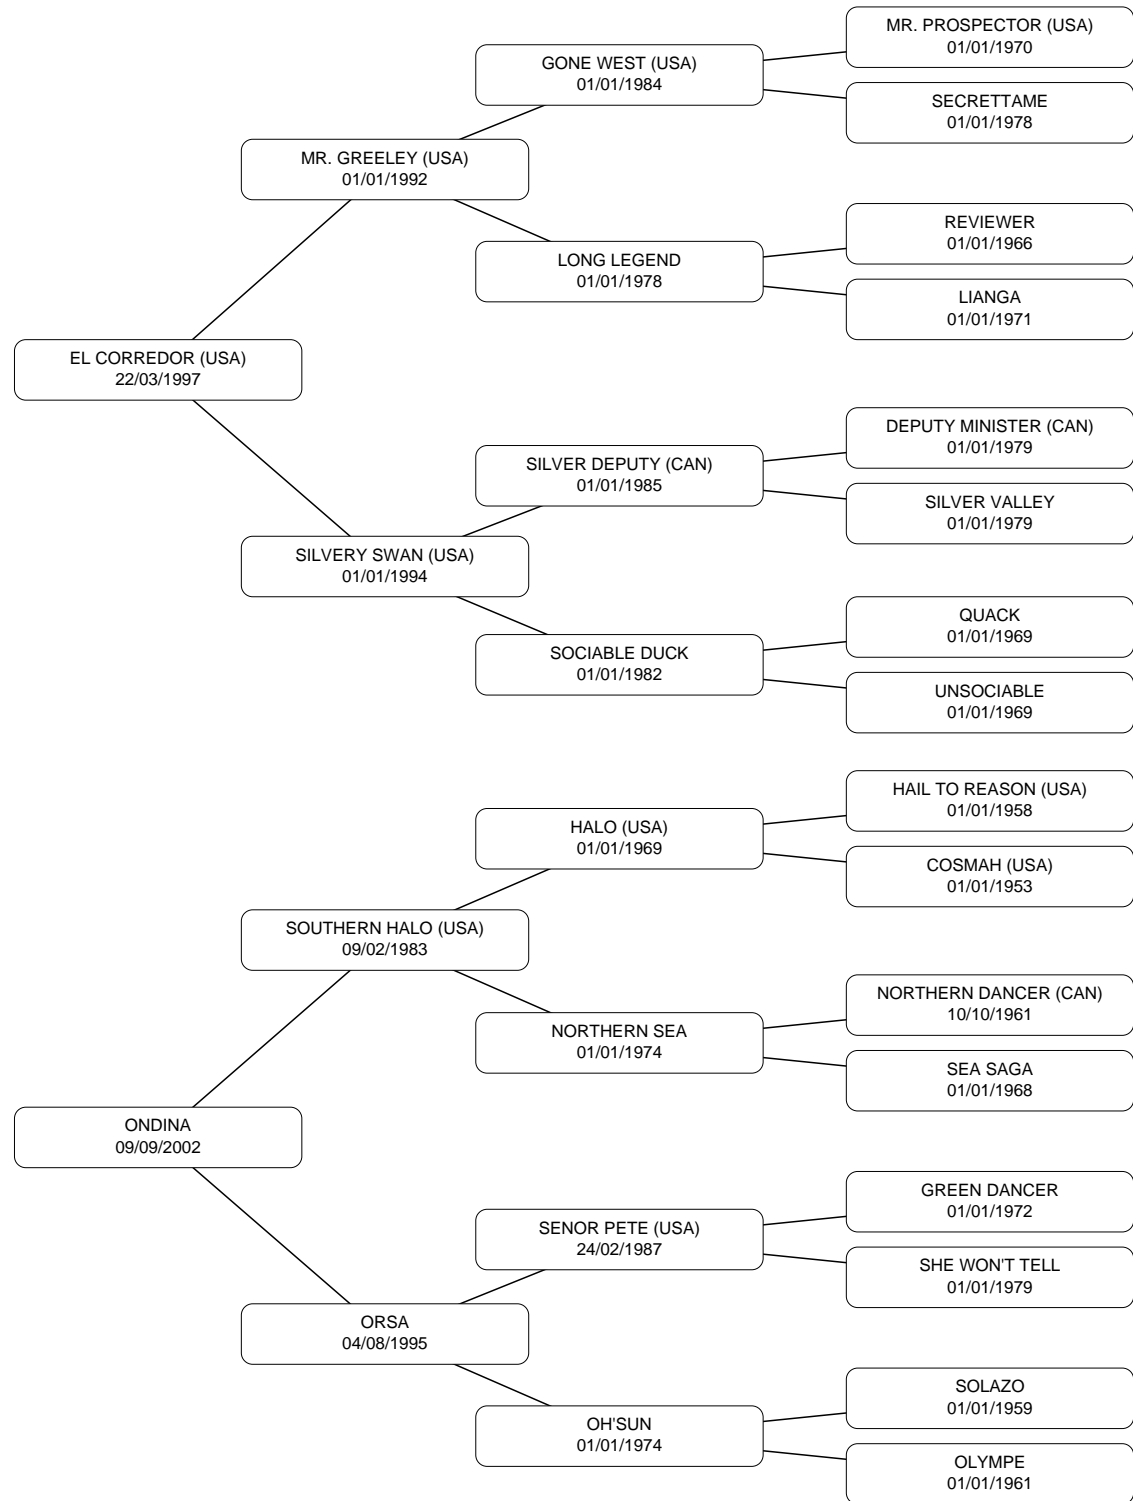 MR. PROSPECTOR (USA)
01/01/1970
GONE WEST (USA)
01/01/1984
SECRETTAME
01/01/1978
MR. GREELEY (USA)
01/01/1992
REVIEWER
01/01/1966
LONG LEGEND
01/01/1978
LIANGA
01/01/1971
EL CORREDOR (USA)
22/03/1997
DEPUTY MINISTER (CAN)
01/01/1979
SILVER DEPUTY (CAN)
01/01/1985
SILVER VALLEY
01/01/1979
SILVERY SWAN (USA)
01/01/1994
QUACK
01/01/1969
SOCIABLE DUCK
01/01/1982
UNSOCIABLE
01/01/1969
HAIL TO REASON (USA)
01/01/1958
HALO (USA)
01/01/1969
COSMAH (USA)
01/01/1953
SOUTHERN HALO (USA)
09/02/1983
NORTHERN DANCER (CAN)
10/10/1961
NORTHERN SEA
01/01/1974
SEA SAGA
01/01/1968
ONDINA
09/09/2002
GREEN DANCER
01/01/1972
SENOR PETE (USA)
24/02/1987
SHE WON'T TELL
01/01/1979
ORSA
04/08/1995
SOLAZO
01/01/1959
OH'SUN
01/01/1974
OLYMPE
01/01/1961